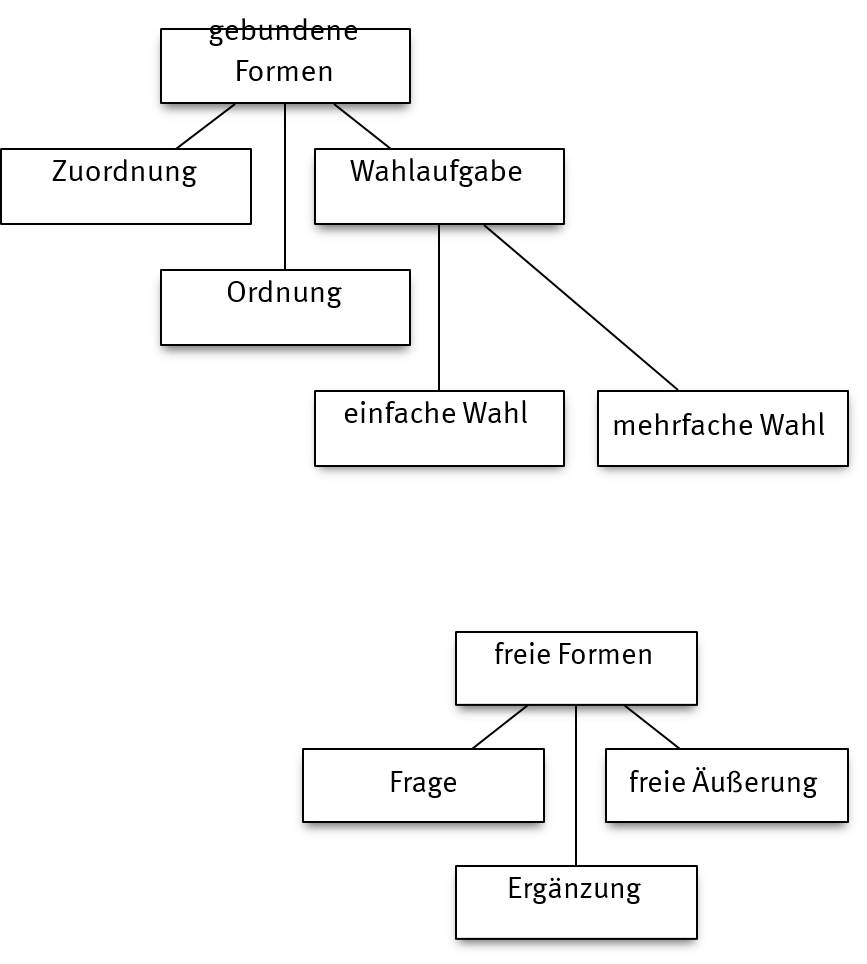 gebundene
Formen
Zuordnung
Wahlaufgabe
Ordnung
einfache Wahl
mehrfache Wahl
freie Formen
Frage
freie Äußerung
Ergänzung